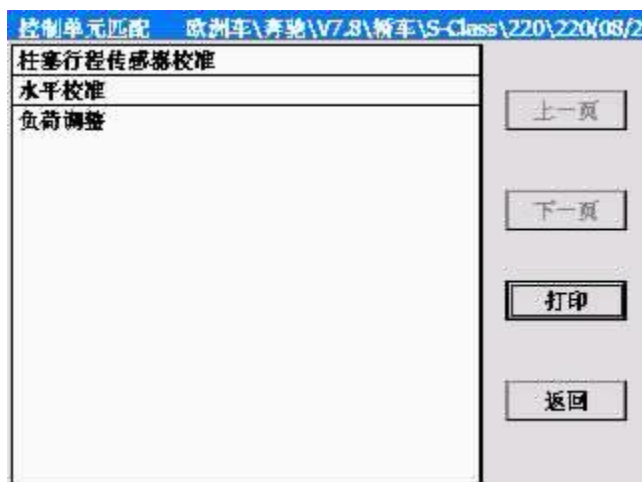 控制单元匹配 欧洲车\奔驰\V7.8\轿车\S-Class\220\220(08/2
柱塞行程传感器校准
水平校准
负荷调整
上一页
下一页
打印
返回